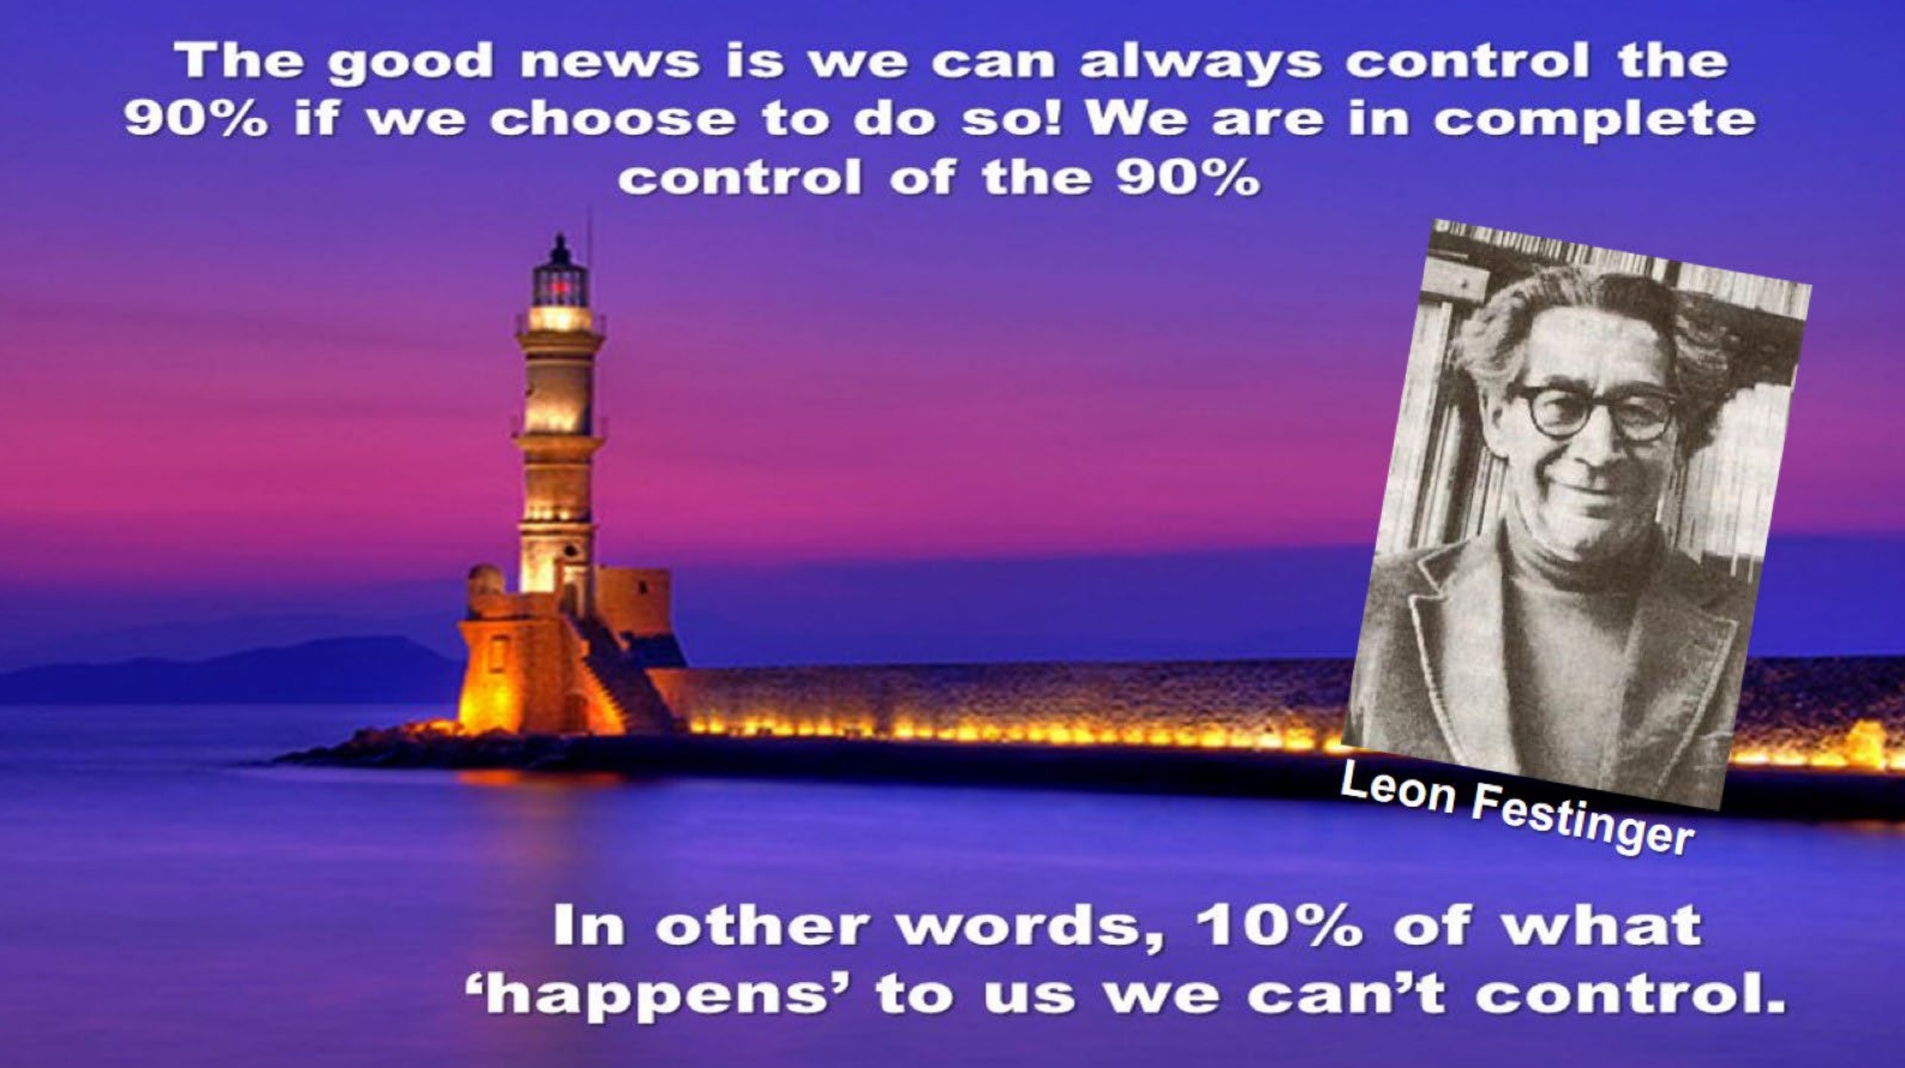 The good news is we can always control the
90% if we choose to do so! We are in complete
control of the 90%
Leon Festinger
In other words, 10% of what
‘happens’ to us we can’t control.